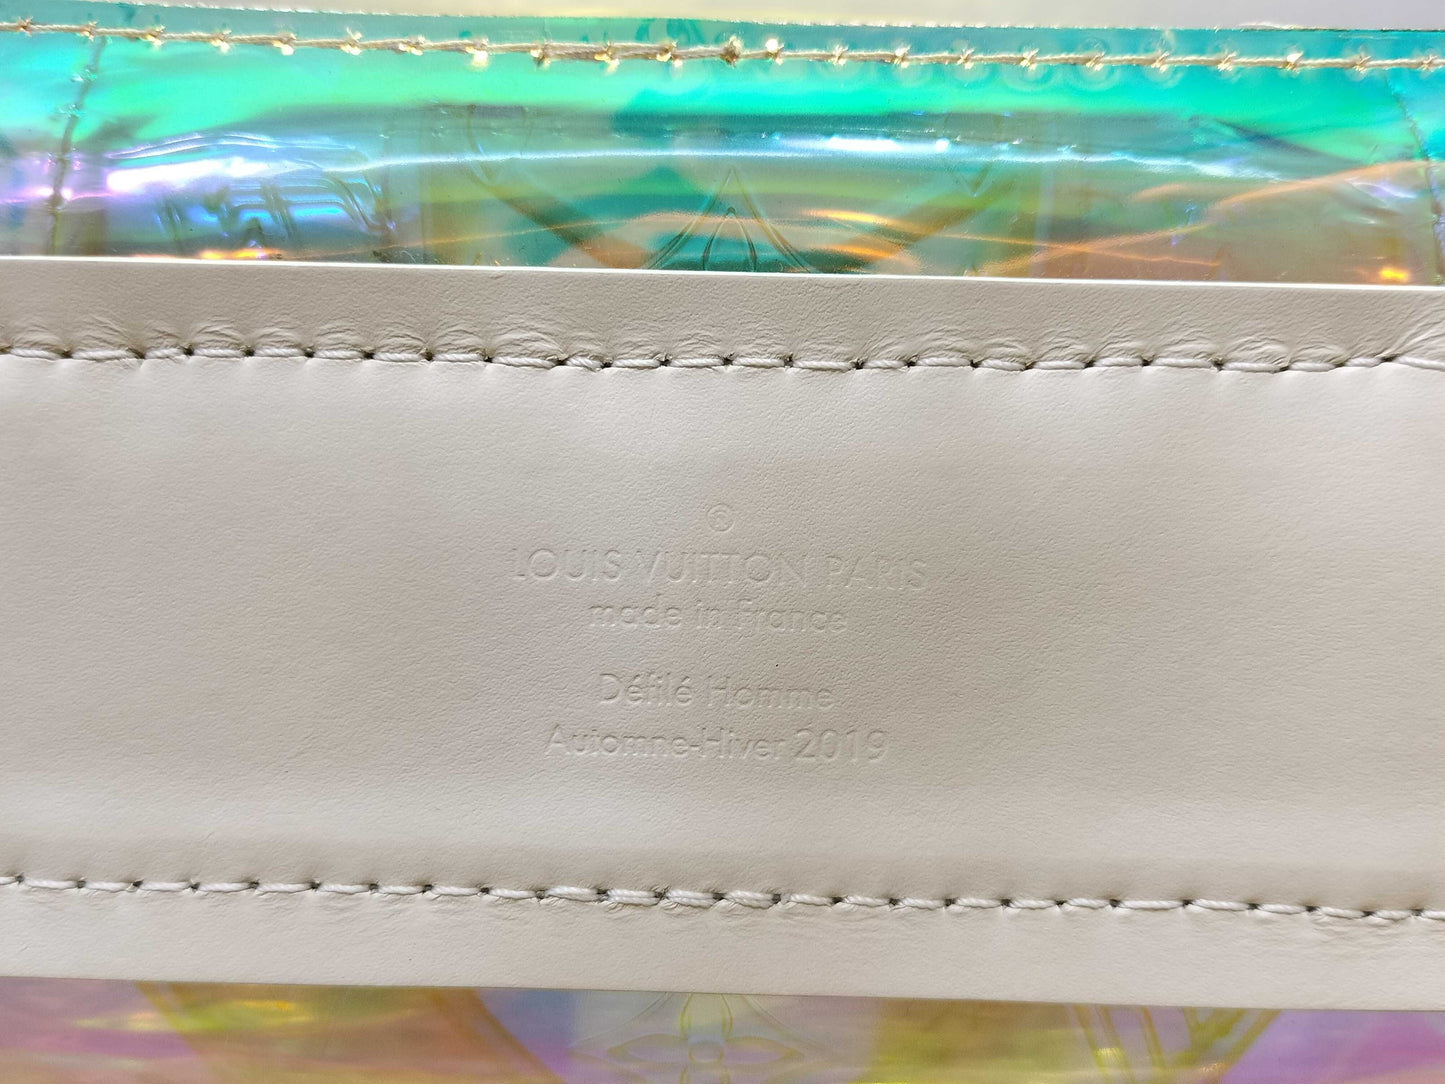 ®
LOUIS VUITTON PARIS
made in France
Défilé Homme
Automne-Hiver 2019